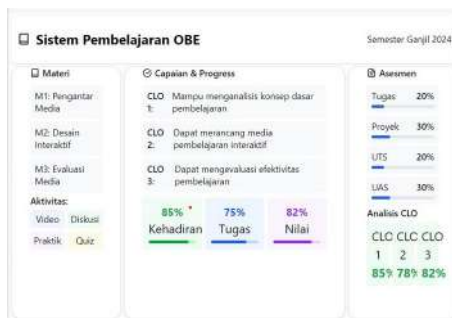 Sistem Pembelajaran OBE
Semester Ganjil 2024
Materi
M1: Pengantar
Media
M2: Desain
Interaktif
M3: Evaluasi
Media
Aktivitas:
Video Diskusi
Praktik Quiz
Capaian & Progress
CLO 1: Mampu menganalisis konsep dasar
pembelajaran
CLO 2: Dapat merancang media
pembelajaran interaktif
CLO 3: Dapat mengevaluasi efektivitas
pembelajaran
85% 75% 82%
Kehadiran Tugas Nilai
Asesmen
Tugas 20%
Proyek 30%
UTS 20%
UAS 30%
Analisis CLO
CLO CLO CLO
1 2 3
85% 78% 82%